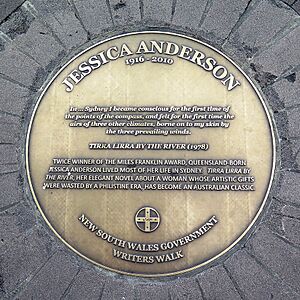 JESSICA ANDERSON
1916 - 2010
In ... Sydney I became conscious for the first time of
the points of the compass, and felt for the first time the
airs of three other climates, borne on to my skin by
the three prevailing winds.
TIRRA LIRRA BY THE RIVER (1978)
TWICE WINNER OF THE MILES FRANKLIN AWARD, QUEENSLAND-BORN
JESSICA ANDERSON LIVED MOST OF HER LIFE IN SYDNEY. TIRRA LIRRA BY
THE RIVER, HER ELEGANT NOVEL ABOUT A WOMAN WHOSE ARTISTIC GIFTS
WERE WASTED BY A PHILISTINE ERA, HAS BECOME AN AUSTRALIAN CLASSIC.
NEW SOUTH WALES GOVERNMENT
WRITERS WALK